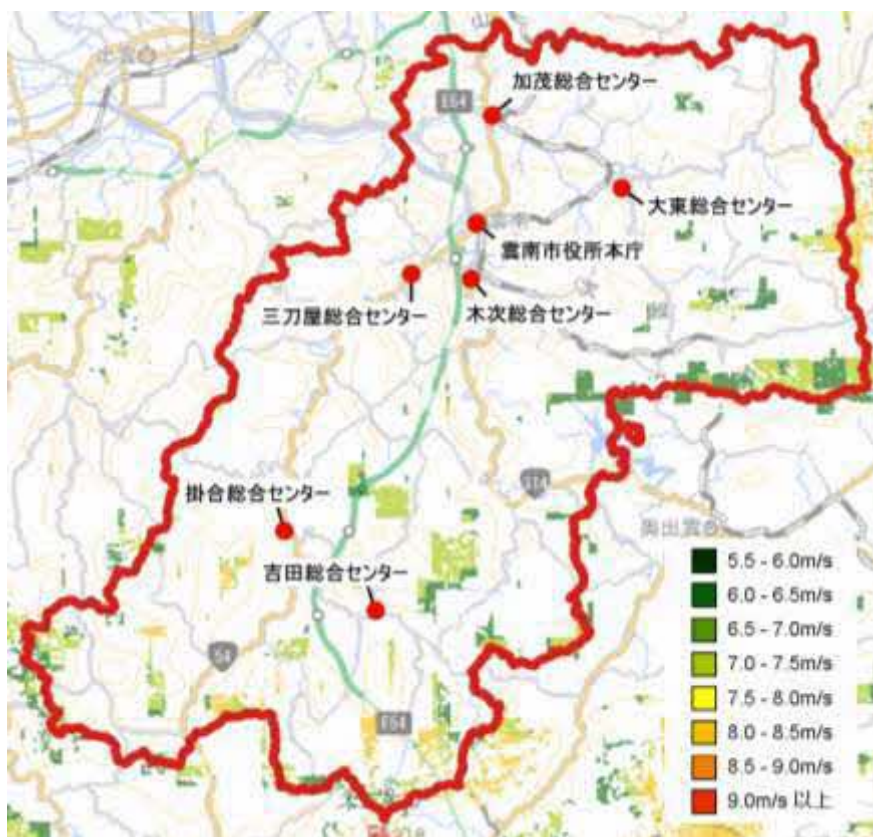 加茂総合センター
E54
大東総合センター
雲南市役所本庁
三刀屋総合センター
木次総合センター
314
掛合総合センター
奥出雲
吉田総合センター
54
E54
5.5 - 6.0m/s
6.0 - 6.5m/s
6.5 - 7.0m/s
7.0 - 7.5m/s
7.5 - 8.0m/s
8.0 - 8.5m/s
8.5 - 9.0m/s
9.0m/s 以上